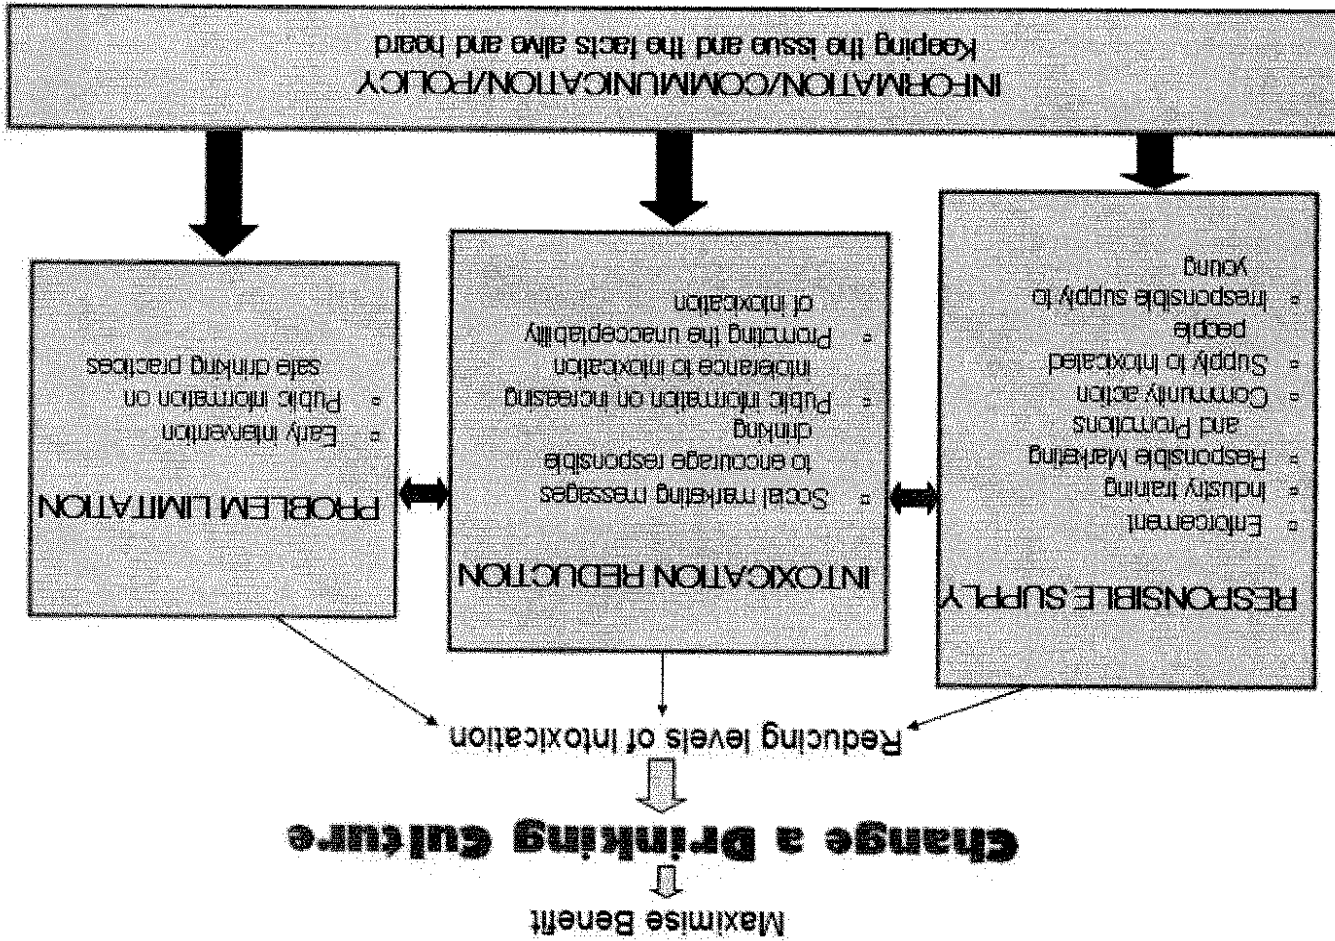 Maximise Benefit
Change a Drinking Culture
Reducing levels of Intoxication
RESPONSIBLE SUPPLY
▫ Enforcement
▫ Industry training
▫ Responsible Marketing
and Promotions
▫ Community action
▫ Supply to Intoxicated
people
▫ Irresponsible supply to
young
INTOXICATION REDUCTION
▫ Social marketing messages
to encourage responsible
drinking
▫ Public information on increasing
intolerance to intoxication
▫ Promoting the unacceptability
of intoxication
PROBLEM LIMITATION
▫ Early intervention
▫ Public information on
safe drinking practices
INFORMATION/COMMUNICATION/POLICY
Keeping the issue and the facts alive and heard